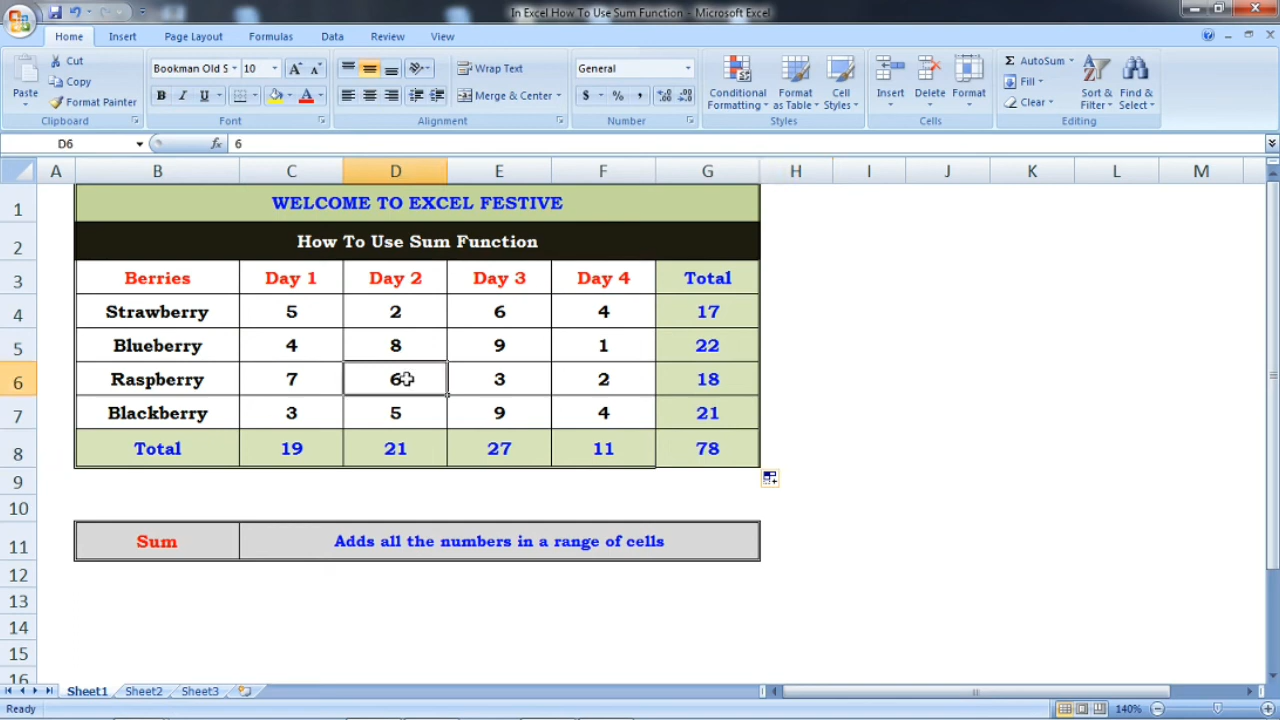 In Excel How To Use Sum Function - Microsoft Excel
Home Insert Page Layout Formulas Data Review View
Paste
Cut
Copy
Format Painter
Clipboard
Bookman Old S 10
B I U
Font
Wrap Text
Merge & Center
Alignment
General
$ % ,
Number
Conditional Formatting
Format as Table
Cell Styles
Styles
Insert Delete Format
Cells
Σ AutoSum
Fill
Clear
Sort & Filter
Find & Select
Editing
D6 fx 6
A B C D E F G H I J K L M
1 WELCOME TO EXCEL FESTIVE
2 How To Use Sum Function
3 Berries Day 1 Day 2 Day 3 Day 4 Total
4 Strawberry 5 2 6 4 17
5 Blueberry 4 8 9 1 22
6 Raspberry 7 6 3 2 18
7 Blackberry 3 5 9 4 21
8 Total 19 21 27 11 78
9
10
11 Sum Adds all the numbers in a range of cells
12
13
14
15
16
Sheet1 Sheet2 Sheet3
Ready 140%